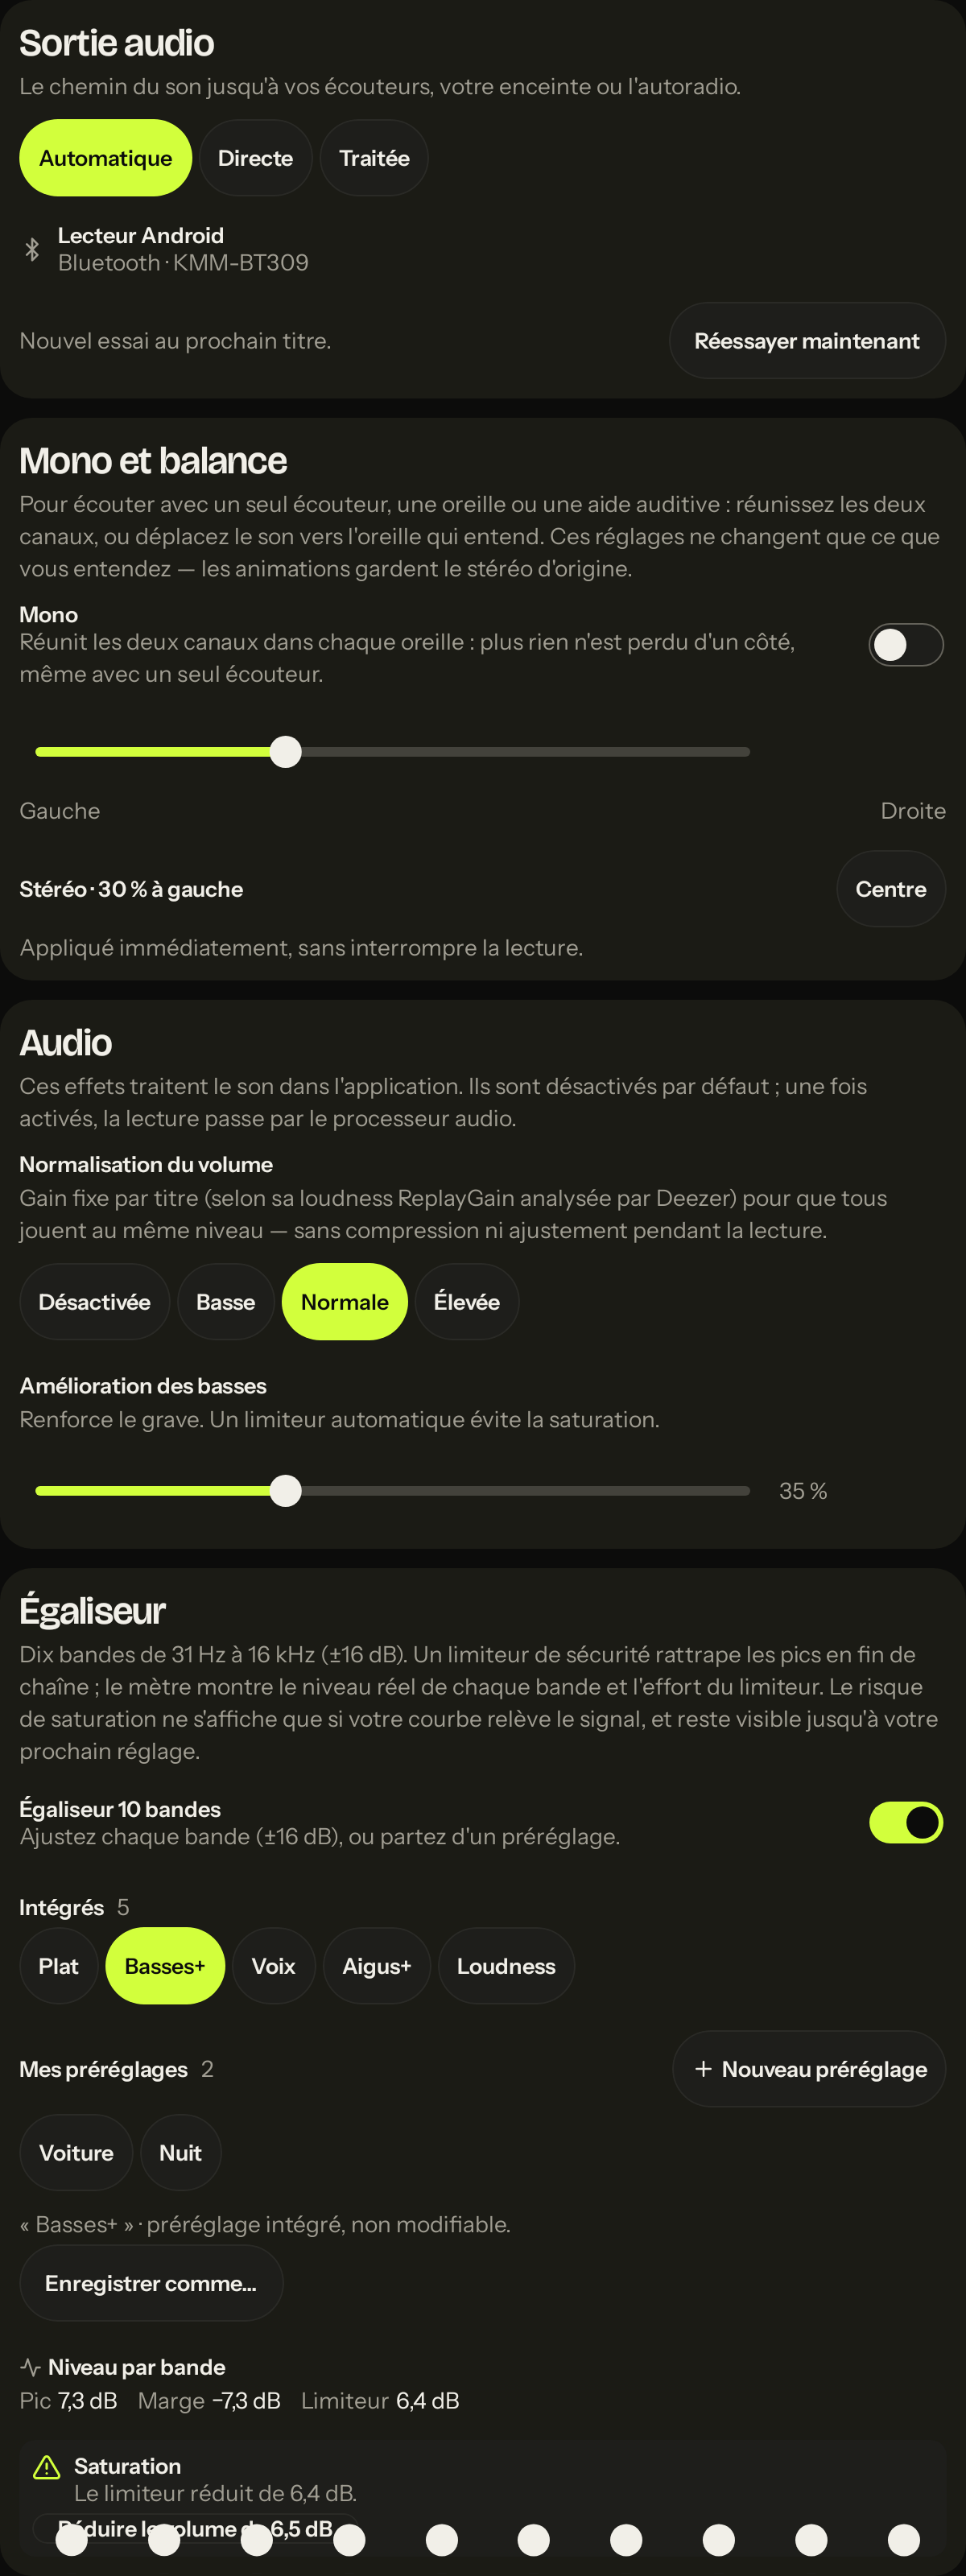 Sortie audio
Le chemin du son jusqu'à vos écouteurs, votre enceinte ou l'autoradio.
Automatique Directe Traitée
Lecteur Android
Bluetooth · KMM-BT309
Nouvel essai au prochain titre. Réessayer maintenant
Mono et balance
Pour écouter avec un seul écouteur, une oreille ou une aide auditive : réunissez les deux
canaux, ou déplacez le son vers l'oreille qui entend. Ces réglages ne changent que ce que
vous entendez — les animations gardent le stéréo d'origine.
Mono
Réunit les deux canaux dans chaque oreille : plus rien n'est perdu d'un côté,
même avec un seul écouteur.
Gauche Droite
Stéréo · 30 % à gauche Centre
Appliqué immédiatement, sans interrompre la lecture.
Audio
Ces effets traitent le son dans l'application. Ils sont désactivés par défaut ; une fois
activés, la lecture passe par le processeur audio.
Normalisation du volume
Gain fixe par titre (selon sa loudness ReplayGain analysée par Deezer) pour que tous
jouent au même niveau — sans compression ni ajustement pendant la lecture.
Désactivée Basse Normale Élevée
Amélioration des basses
Renforce le grave. Un limiteur automatique évite la saturation.
35 %
Égaliseur
Dix bandes de 31 Hz à 16 kHz (±16 dB). Un limiteur de sécurité rattrape les pics en fin de
chaîne ; le mètre montre le niveau réel de chaque bande et l'effort du limiteur. Le risque
de saturation ne s'affiche que si votre courbe relève le signal, et reste visible jusqu'à votre
prochain réglage.
Égaliseur 10 bandes
Ajustez chaque bande (±16 dB), ou partez d'un préréglage.
Intégrés 5
Plat Basses+ Voix Aigus+ Loudness
Mes préréglages 2 + Nouveau préréglage
Voiture Nuit
« Basses+ » · préréglage intégré, non modifiable.
Enregistrer comme...
Niveau par bande
Pic 7,3 dB Marge −7,3 dB Limiteur 6,4 dB
Saturation
Le limiteur réduit de 6,4 dB.
Réduire le volume de 6,5 dB